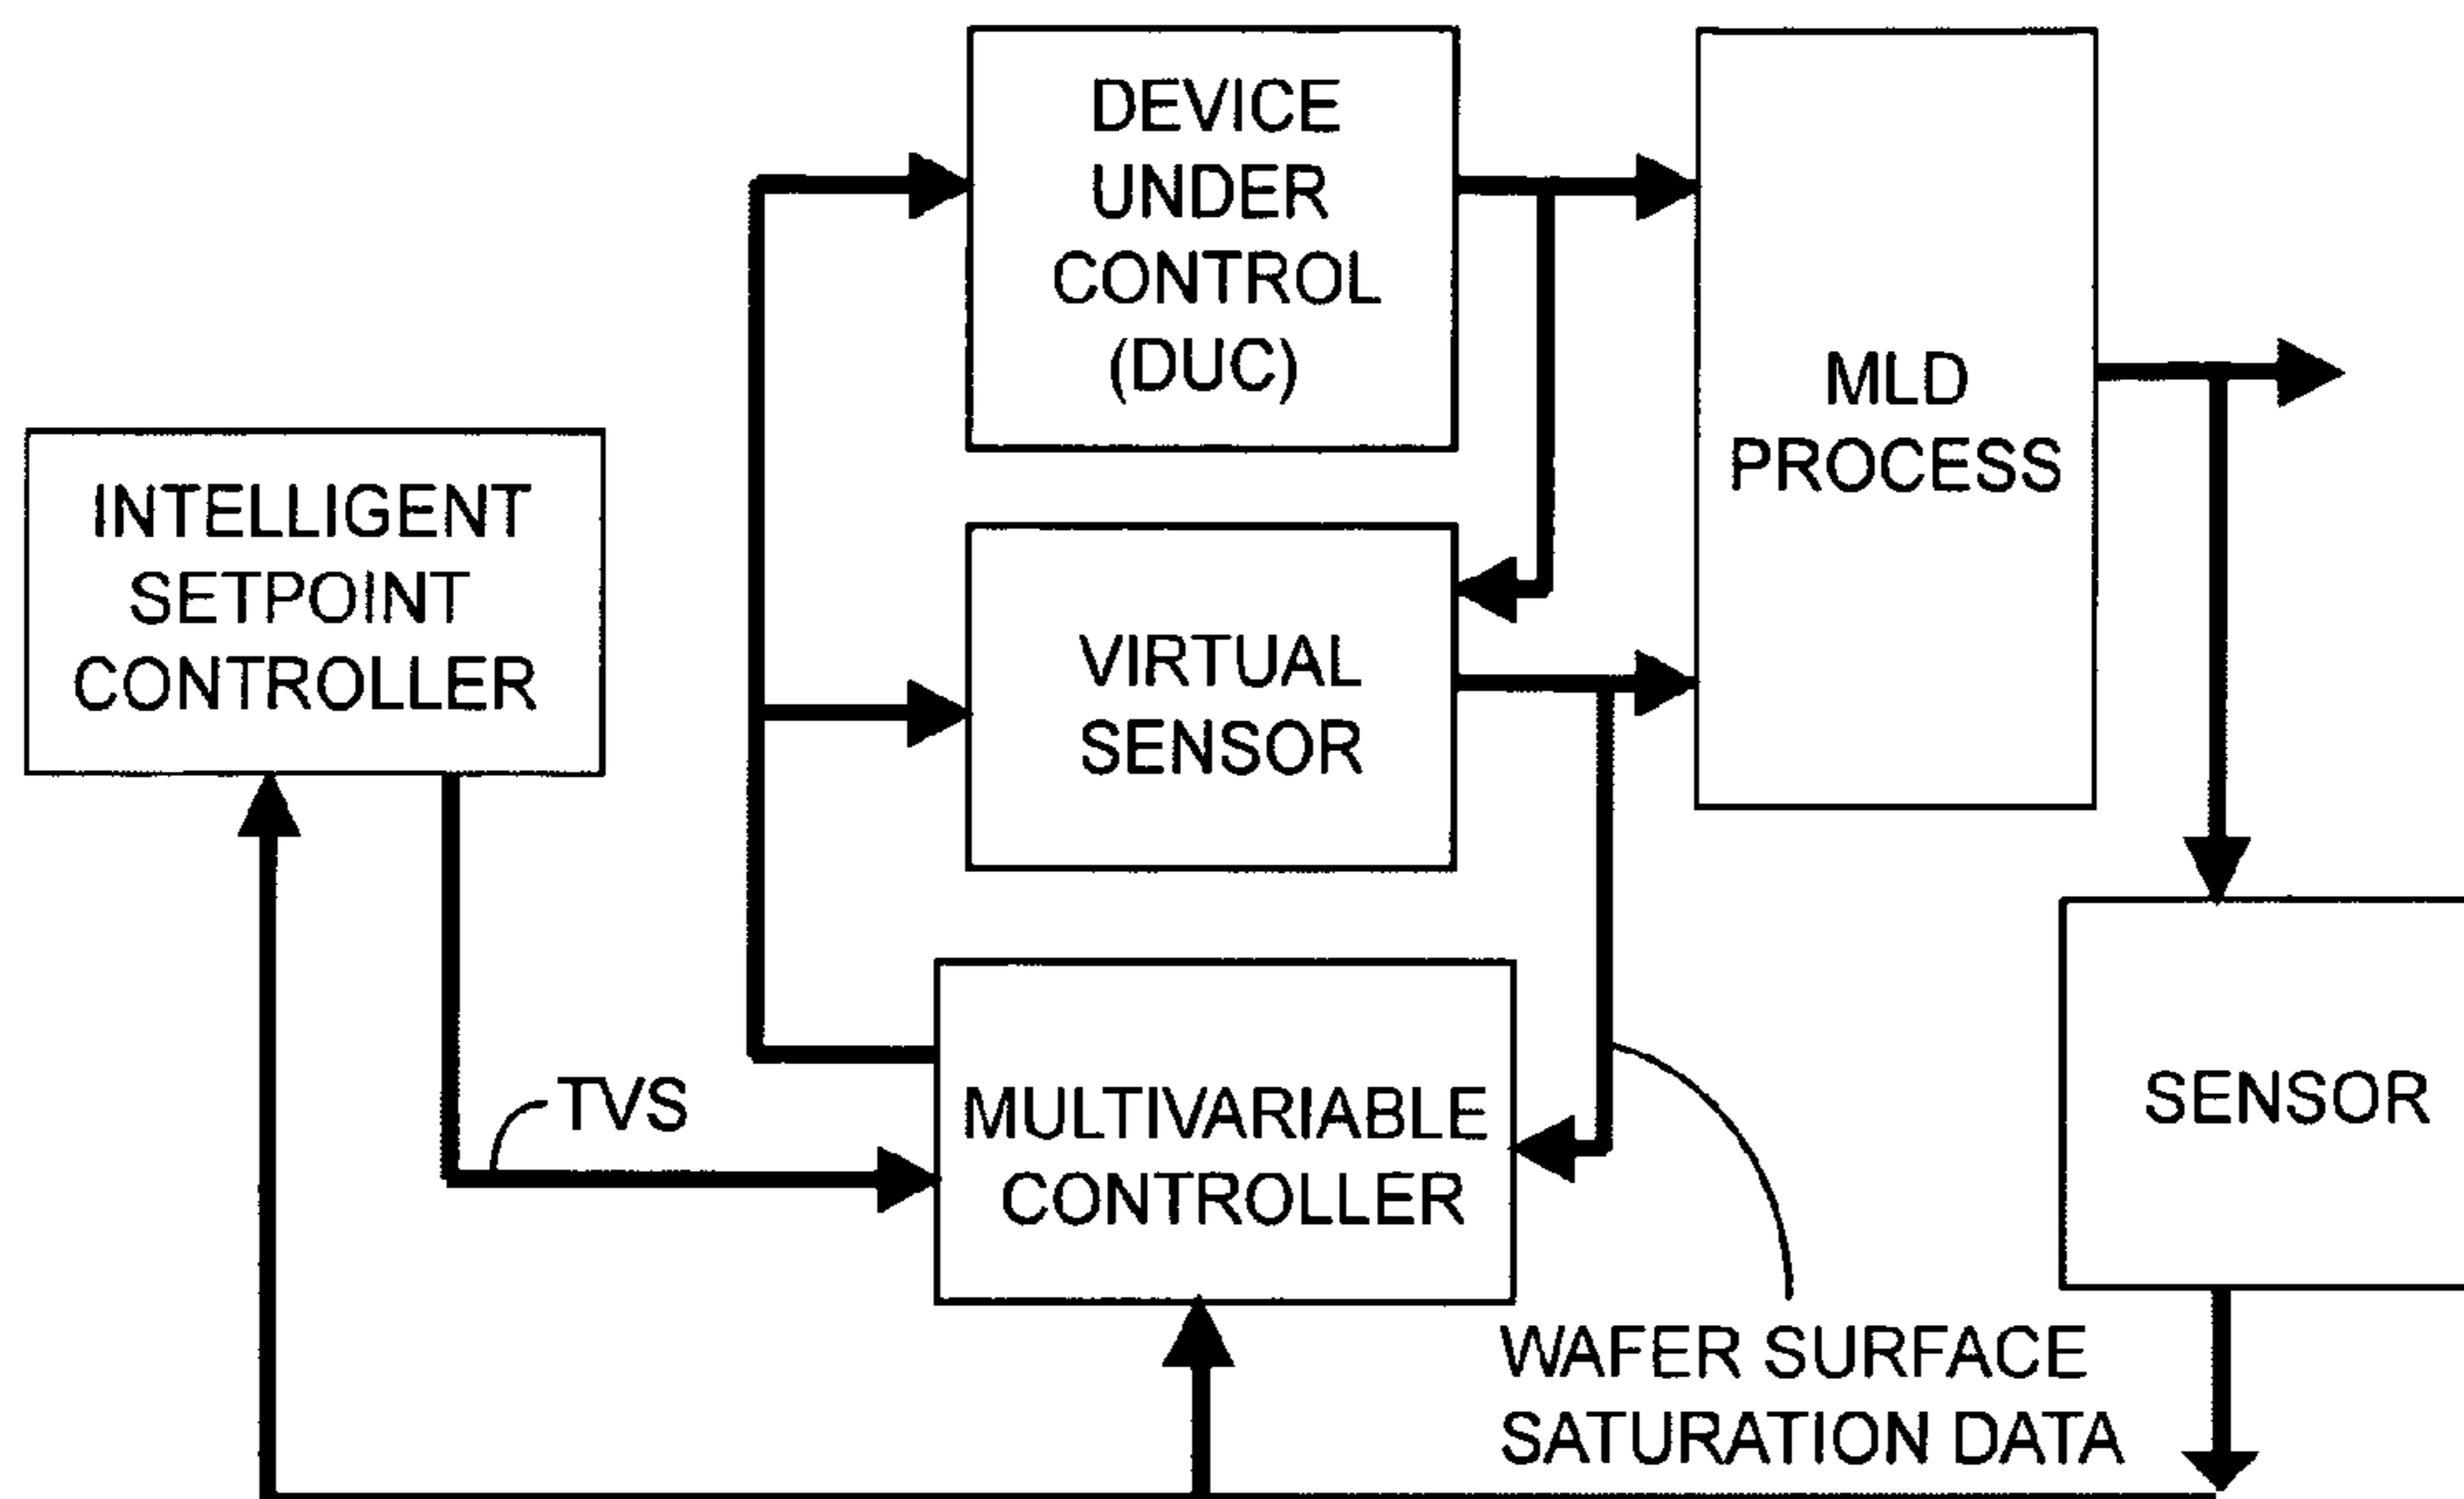 DEVICE
UNDER
CONTROL
(DUC)
MLD
PROCESS
INTELLIGENT
SETPOINT
CONTROLLER
VIRTUAL
SENSOR
TVS
MULTIVARIABLE
CONTROLLER
SENSOR
WAFER SURFACE
SATURATION DATA